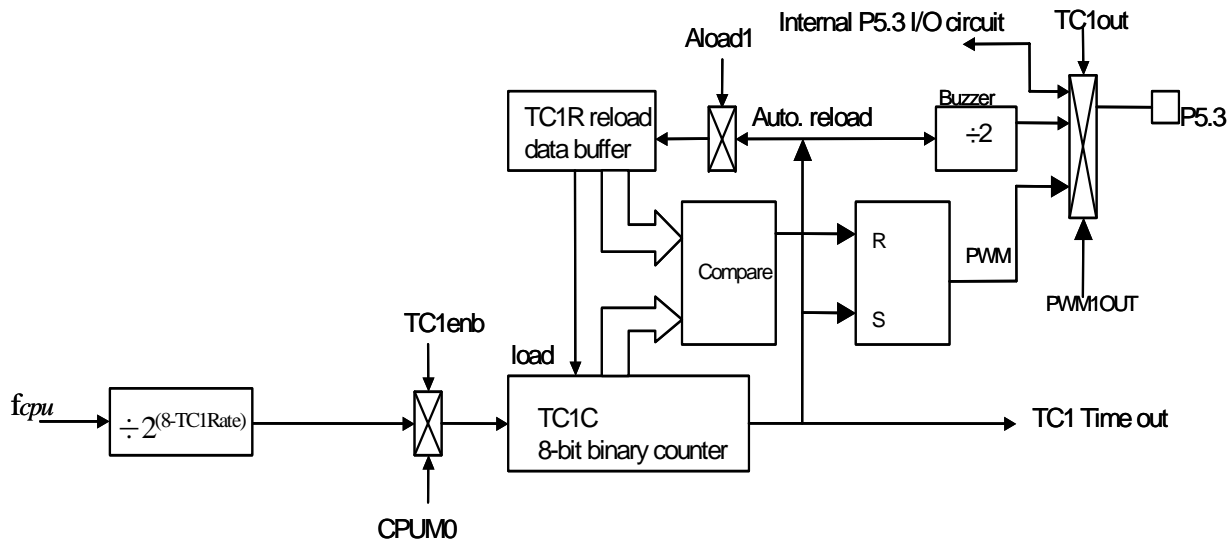 Internal P5.3 I/O circuit
TC1out
Aload1
TC1R reload
data buffer
Auto. reload
Buzzer
÷2
P5.3
Compare
R
S
PWM
PWM1OUT
TC1enb
load
fcpu
÷2(8-TC1Rate)
TC1C
8-bit binary counter
TC1 Time out
CPUM0